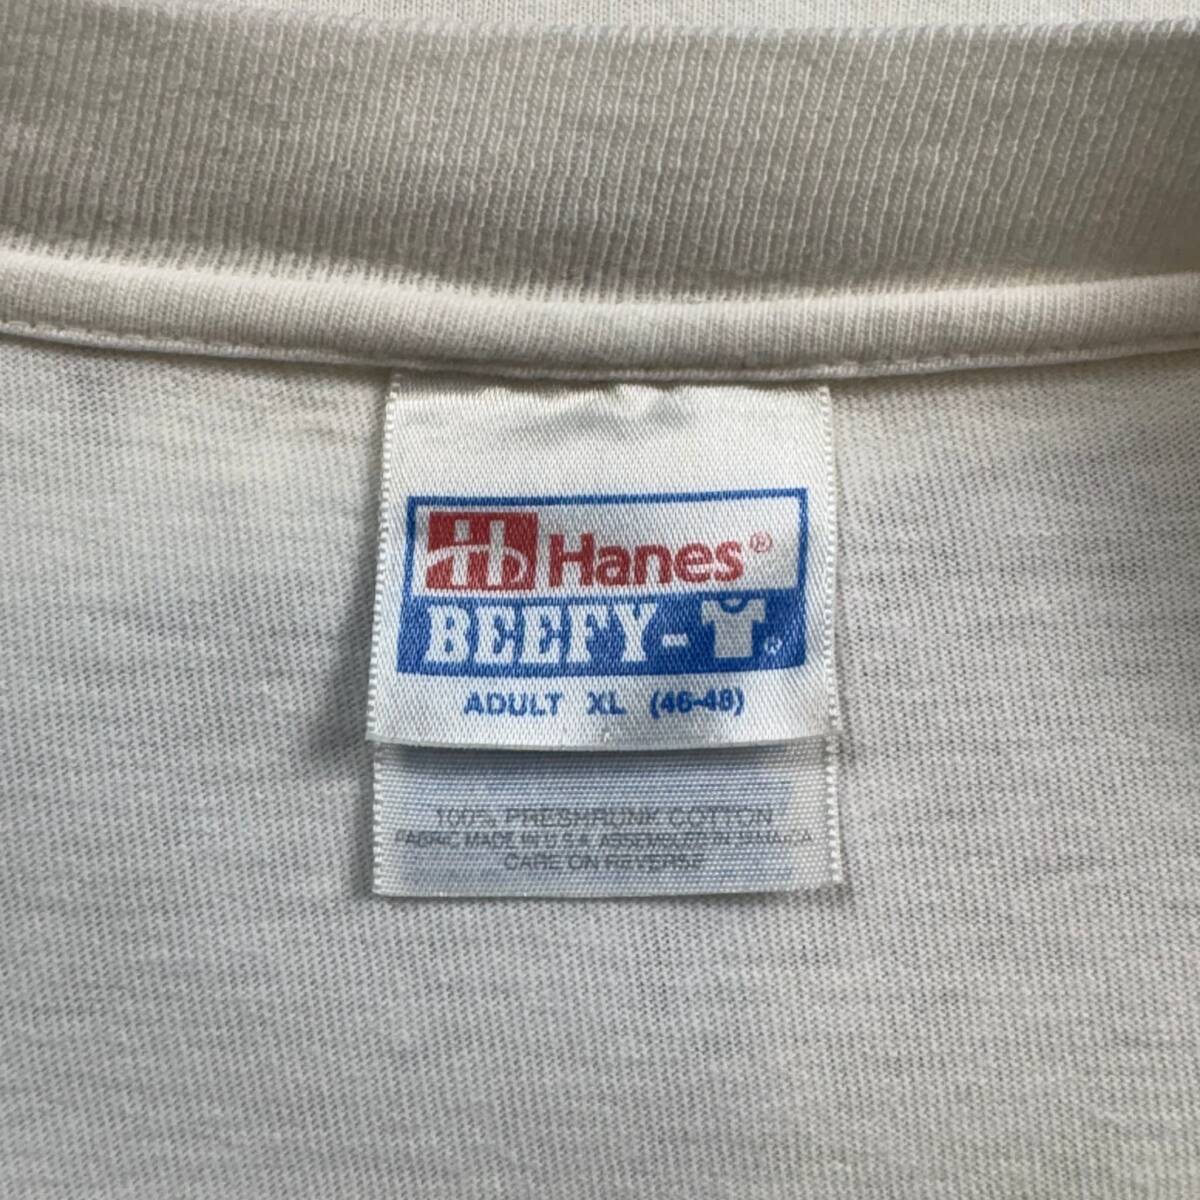 Hanes®
BEEFY-
ADULT XL (46-48)
100% PRESHRUNK COTTON
FABRIC MADE IN U.S.A. ASSEMBLED IN JAMAICA
CARE ON REVERSE